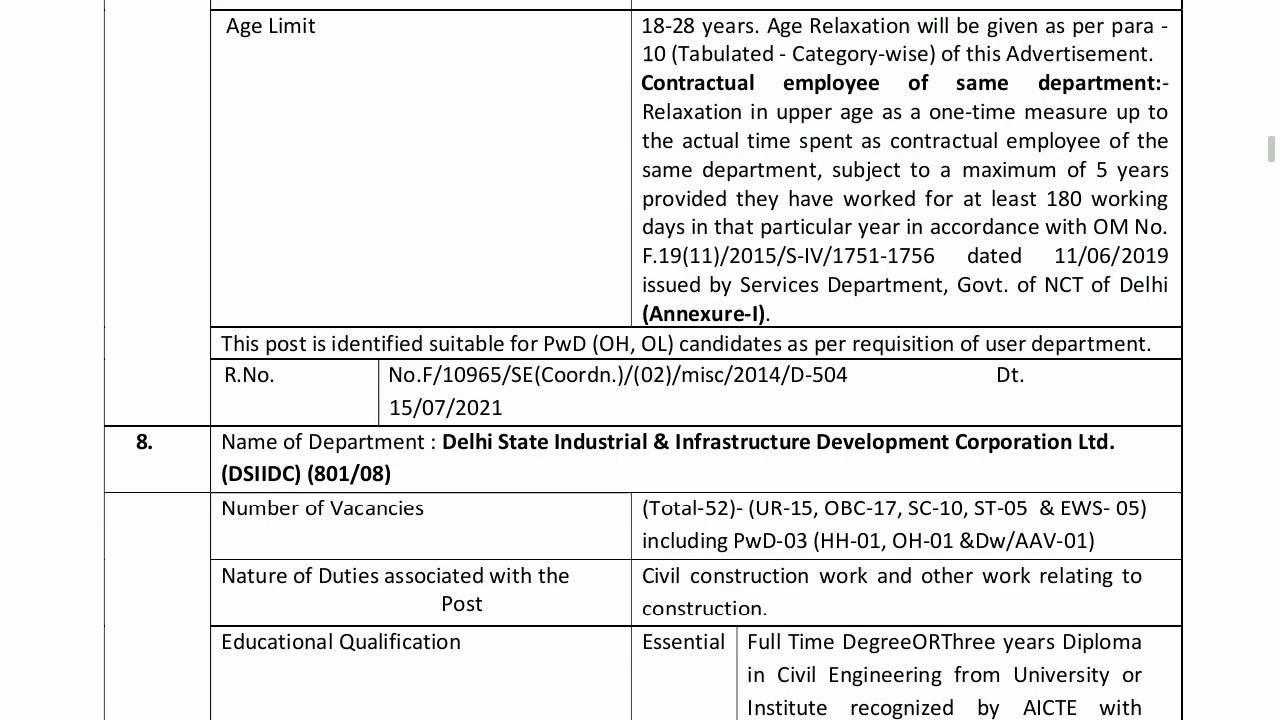 Age Limit
18-28 years. Age Relaxation will be given as per para -
10 (Tabulated - Category-wise) of this Advertisement.
Contractual employee of same department:-
Relaxation in upper age as a one-time measure up to
the actual time spent as contractual employee of the
same department, subject to a maximum of 5 years
provided they have worked for at least 180 working
days in that particular year in accordance with OM No.
F.19(11)/2015/S-IV/1751-1756 dated 11/06/2019
issued by Services Department, Govt. of NCT of Delhi
(Annexure-I).
This post is identified suitable for PwD (OH, OL) candidates as per requisition of user department.
R.No.
No.F/10965/SE(Coordn.)/(02)/misc/2014/D-504 Dt.
15/07/2021
8.
Name of Department : Delhi State Industrial & Infrastructure Development Corporation Ltd.
(DSIIDC) (801/08)
Number of Vacancies
(Total-52)- (UR-15, OBC-17, SC-10, ST-05 & EWS- 05)
including PwD-03 (HH-01, OH-01 &Dw/AAV-01)
Nature of Duties associated with the
Post
Civil construction work and other work relating to
construction.
Educational Qualification
Essential
Full Time DegreeORThree years Diploma
in Civil Engineering from University or
Institute recognized by AICTE with